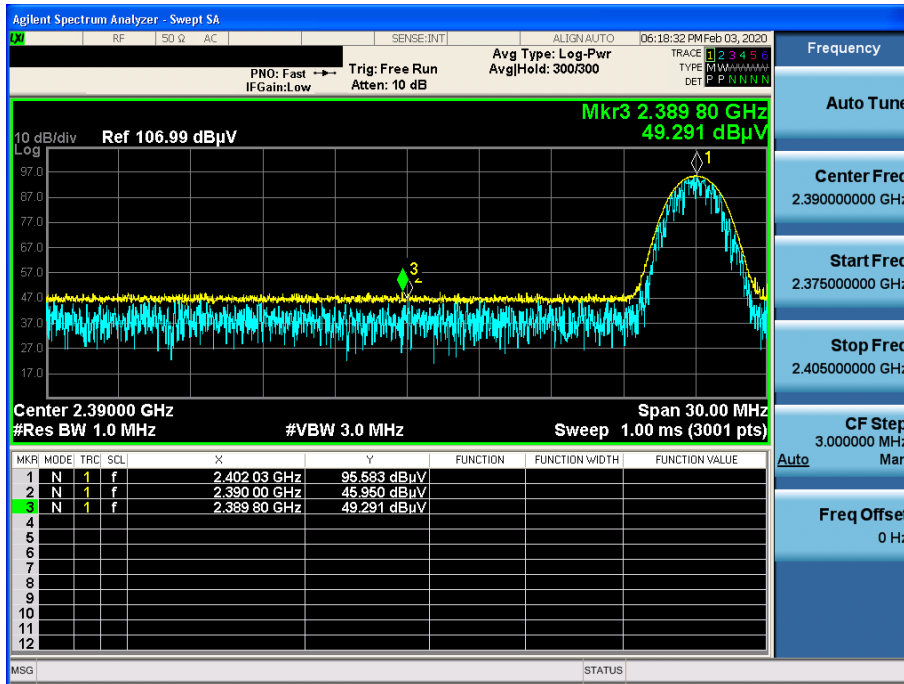 Agilent Spectrum Analyzer - Swept SA
LXI RF 50 Ω AC SENSE:INT ALIGN AUTO 06:18:32 PM Feb 03, 2020
Frequency
PNO: Fast Trig: Free Run Avg Type: Log-Pwr TRACE 1 2 3 4 5 6
IFGain:Low Atten: 10 dB Avg|Hold: 300/300 TYPE M WWWWWW
DET P P N N N N
Auto Tune
Mkr3 2.389 80 GHz
10 dB/div Ref 106.99 dBµV 49.291 dBµV
Log
97.0
87.0
77.0
67.0
57.0
47.0
37.0
27.0
17.0
1
3
2
Center 2.39000 GHz Span 30.00 MHz
#Res BW 1.0 MHz #VBW 3.0 MHz Sweep 1.00 ms (3001 pts)
Center Freq
2.390000000 GHz
Start Freq
2.375000000 GHz
Stop Freq
2.405000000 GHz
CF Step
3.000000 MHz
Auto Man
Freq Offset
0 Hz
MKR MODE TRC SCL X Y FUNCTION FUNCTION WIDTH FUNCTION VALUE
1 N 1 f 2.402 03 GHz 95.583 dBµV
2 N 1 f 2.390 00 GHz 45.950 dBµV
3 N 1 f 2.389 80 GHz 49.291 dBµV
4
5
6
7
8
9
10
11
12
MSG STATUS